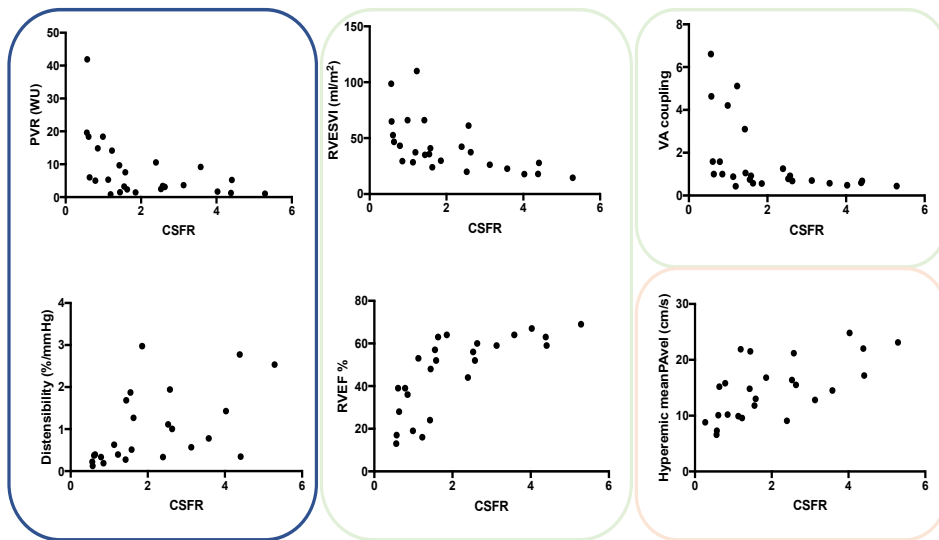 PVR (WU)
50
40
30
20
10
0
0 2 4 6
CSFR
RVESVI (ml/m²)
150
100
50
0
0 2 4 6
CSFR
VA coupling
8
6
4
2
0
0 2 4 6
CSFR
Distensibility (%/mmHg)
4
3
2
1
0
0 2 4 6
CSFR
RVEF %
80
60
40
20
0
0 2 4 6
CSFR
Hyperemic meanPAvel (cm/s)
30
20
10
0
0 2 4 6
CSFR